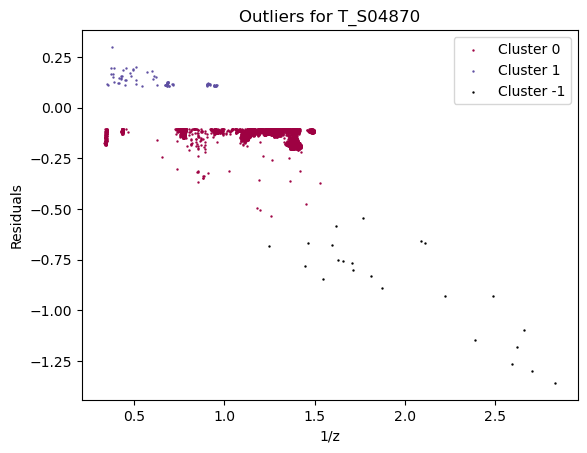 Outliers for T_S04870
Cluster 0
Cluster 1
Cluster -1
0.25
0.00
−0.25
−0.50
−0.75
−1.00
−1.25
Residuals
0.5
1.0
1.5
2.0
2.5
1/z